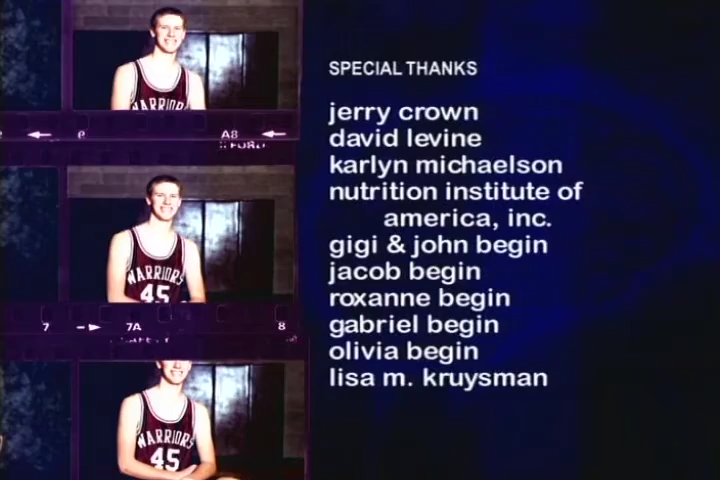 WARRIORS
A8
WARRIORS
45
7
7A
8
WARRIORS
45
SPECIAL THANKS
jerry crown
david levine
karlyn michaelson
nutrition institute of
america, inc.
gigi & john begin
jacob begin
roxanne begin
gabriel begin
olivia begin
lisa m. kruysman